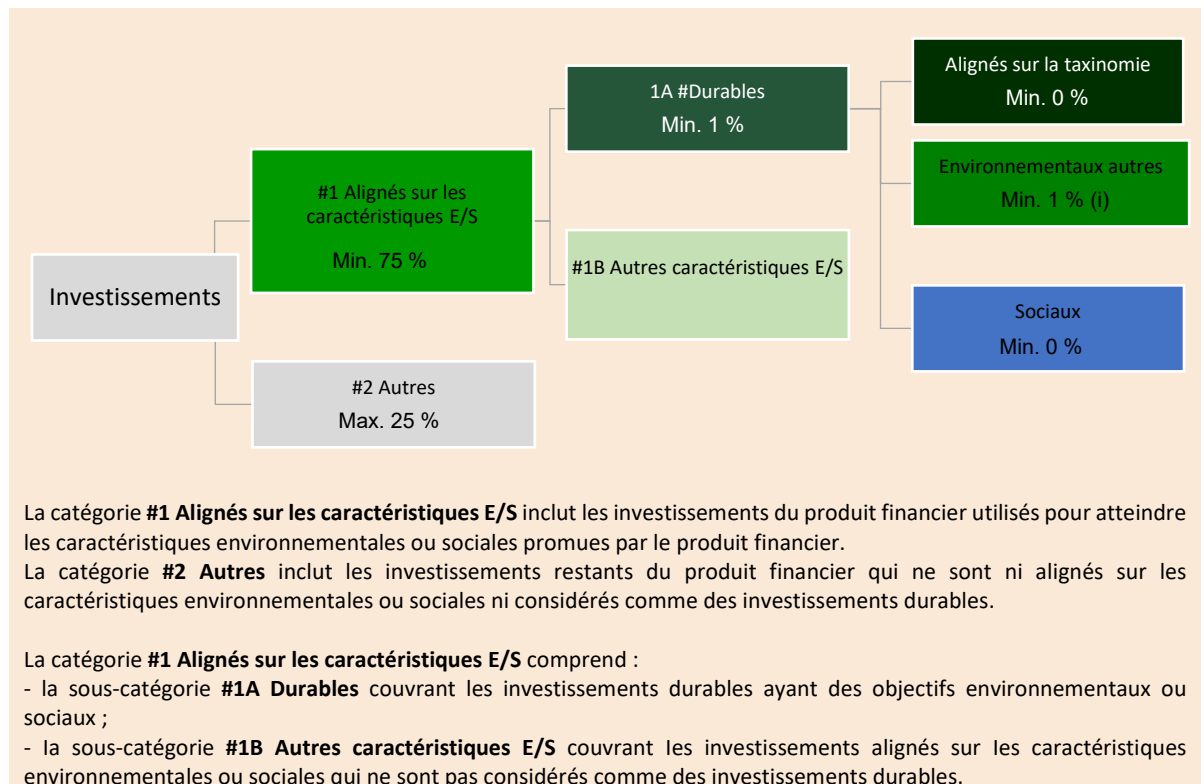 Investissements
#1 Alignés sur les
caractéristiques E/S
Min. 75 %
#2 Autres
Max. 25 %
1A #Durables
Min. 1 %
#1B Autres caractéristiques E/S
Alignés sur la taxinomie
Min. 0 %
Environnementaux autres
Min. 1 % (i)
Sociaux
Min. 0 %
La catégorie #1 Alignés sur les caractéristiques E/S inclut les investissements du produit financier utilisés pour atteindre
les caractéristiques environnementales ou sociales promues par le produit financier.
La catégorie #2 Autres inclut les investissements restants du produit financier qui ne sont ni alignés sur les
caractéristiques environnementales ou sociales ni considérés comme des investissements durables.
La catégorie #1 Alignés sur les caractéristiques E/S comprend :
- la sous-catégorie #1A Durables couvrant les investissements durables ayant des objectifs environnementaux ou
sociaux ;
- la sous-catégorie #1B Autres caractéristiques E/S couvrant les investissements alignés sur les caractéristiques
environnementales ou sociales qui ne sont pas considérés comme des investissements durables.